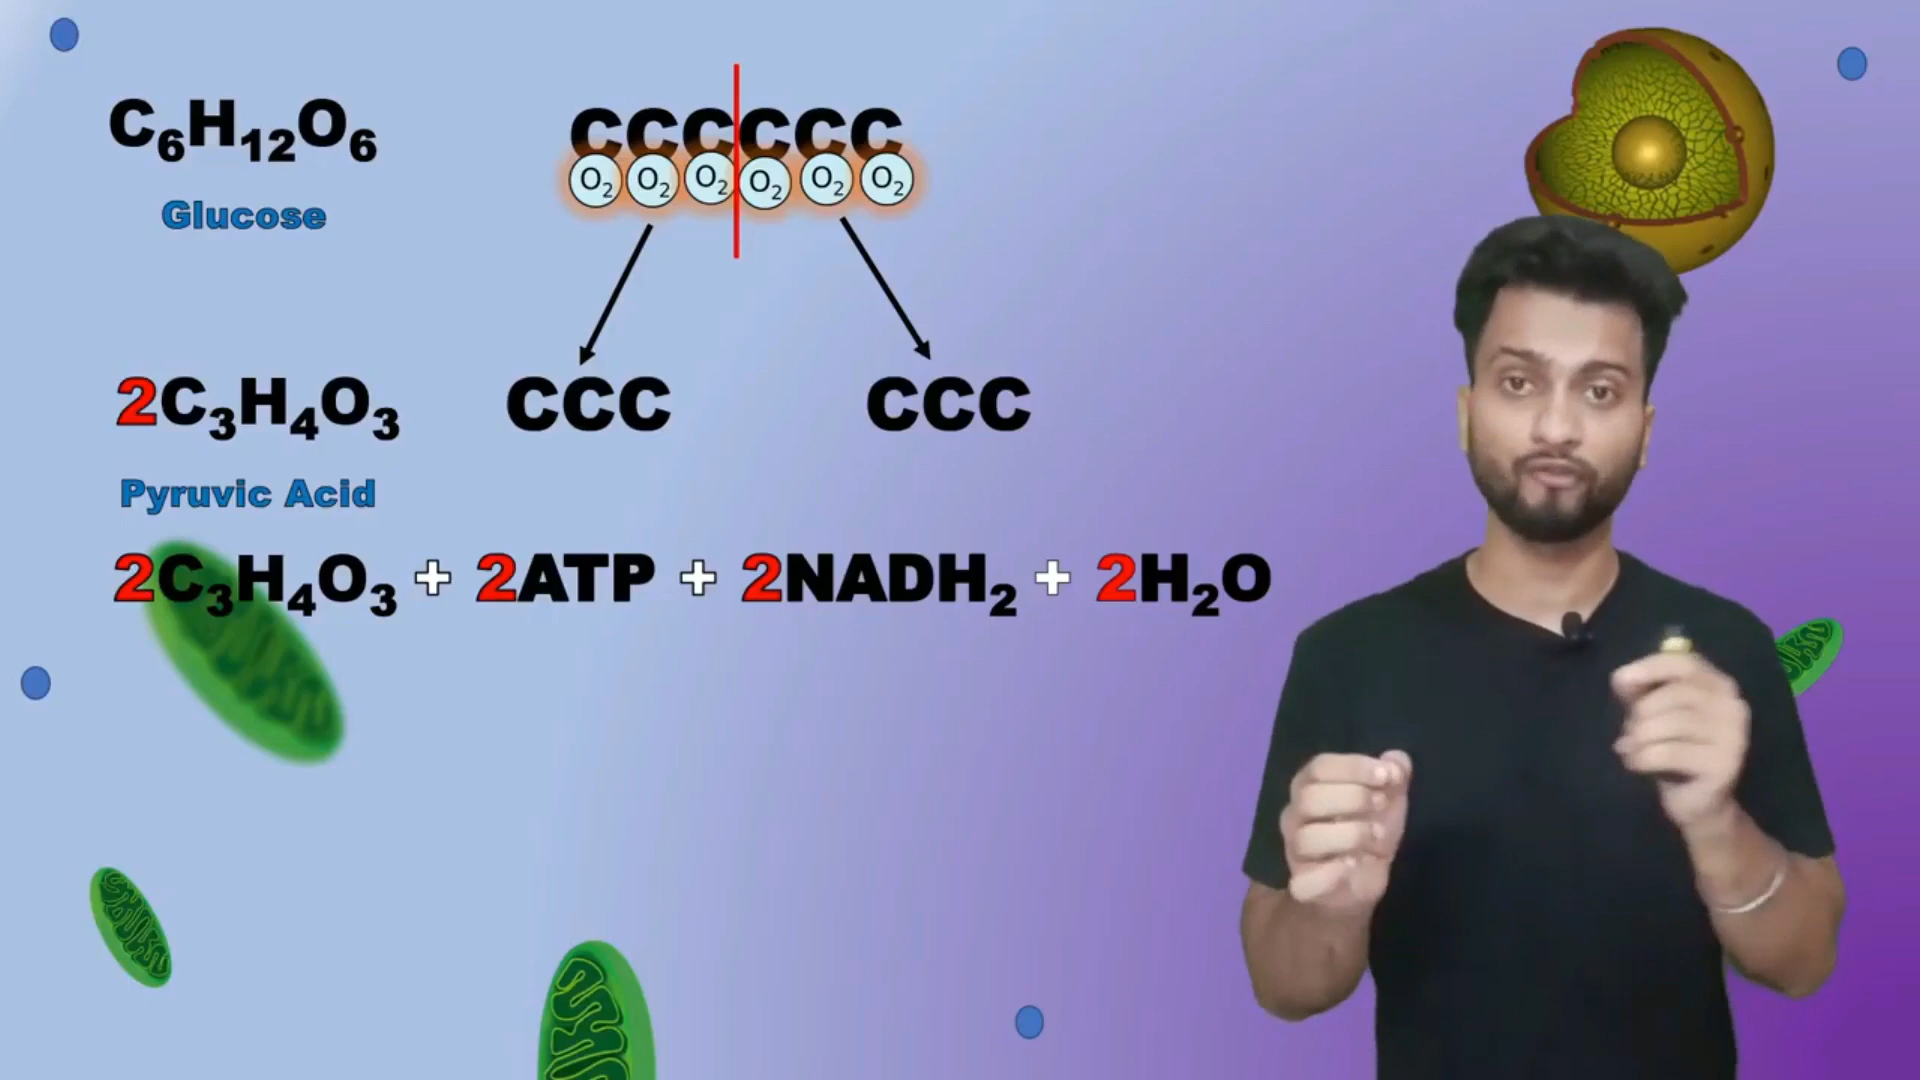 C₆H₁₂O₆
CCCCCC
O₂ O₂ O₂ O₂ O₂ O₂
Glucose
2C₃H₄O₃
CCC CCC
Pyruvic Acid
2C₃H₄O₃ + 2ATP + 2NADH₂ + 2H₂O